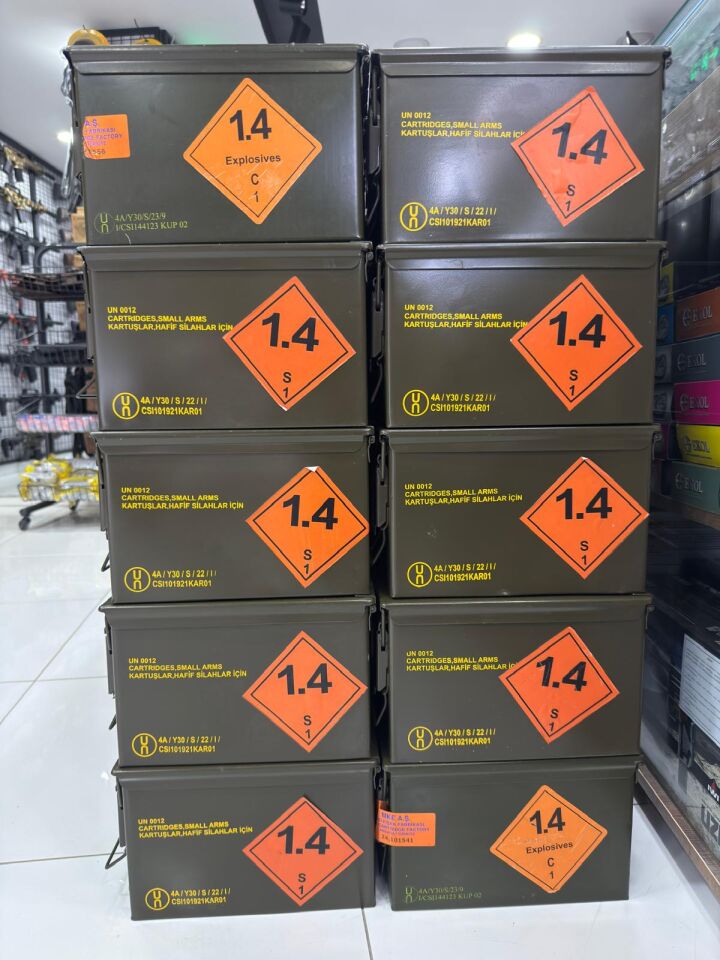 A.S.
1.4
Explosives
C
1
4A/Y30/S/23/9
I/CSI144123 KUP 02
UN 0012
CARTRIDGES,SMALL ARMS
KARTUŞLAR,HAFİF SİLAHLAR İÇİ
1.4
S
1
4A / Y30 / S / 22 / I /
CSI101921KAR01
UN 0012
CARTRIDGES,SMALL ARMS
KARTUŞLAR,HAFİF SİLAHLAR İÇİN
1.4
S
1
4A / Y30 / S / 22 / I /
CSI101921KAR01
UN 0012
CARTRIDGES,SMALL ARMS
KARTUŞLAR,HAFİF SİLAHLAR İÇİN
1.4
S
1
4A / Y30 / S / 22 / I /
CSI101921KAR01
UN 0012
CARTRIDGES,SMALL ARMS
KARTUŞLAR,HAFİF SİLAHLAR İÇİN
1.4
S
1
4A / Y30 / S / 22 / I /
CSI101921KAR01
UN 0012
CARTRIDGES,SMALL ARMS
KARTUŞLAR,HAFİF SİLAHLAR İÇİN
1.4
S
1
4A / Y30 / S / 22 / I /
CSI101921KAR01
UN 0012
CARTRIDGES,SMALL ARMS
KARTUŞLAR,HAFİF SİLAHLAR İÇİN
1.4
S
1
4A / Y30 / S / 22 / I /
CSI101921KAR01
UN 0012
CARTRIDGES,SMALL ARMS
KARTUŞLAR,HAFİF SİLAHLAR İÇ
1.4
S
1
4A / Y30 / S / 22 / I /
CSI101921KAR01
UN 0012
CARTRIDGES,SMALL ARMS
KARTUŞLAR,HAFİF SİLAHLAR İÇİN
1.4
S
1
4A / Y30 / S / 22 / I /
CSI101921KAR01
1.4
Explosives
C
1
4A/Y30/S/23/9
I/CSI144123 KUP 02
EKOL
EKOL